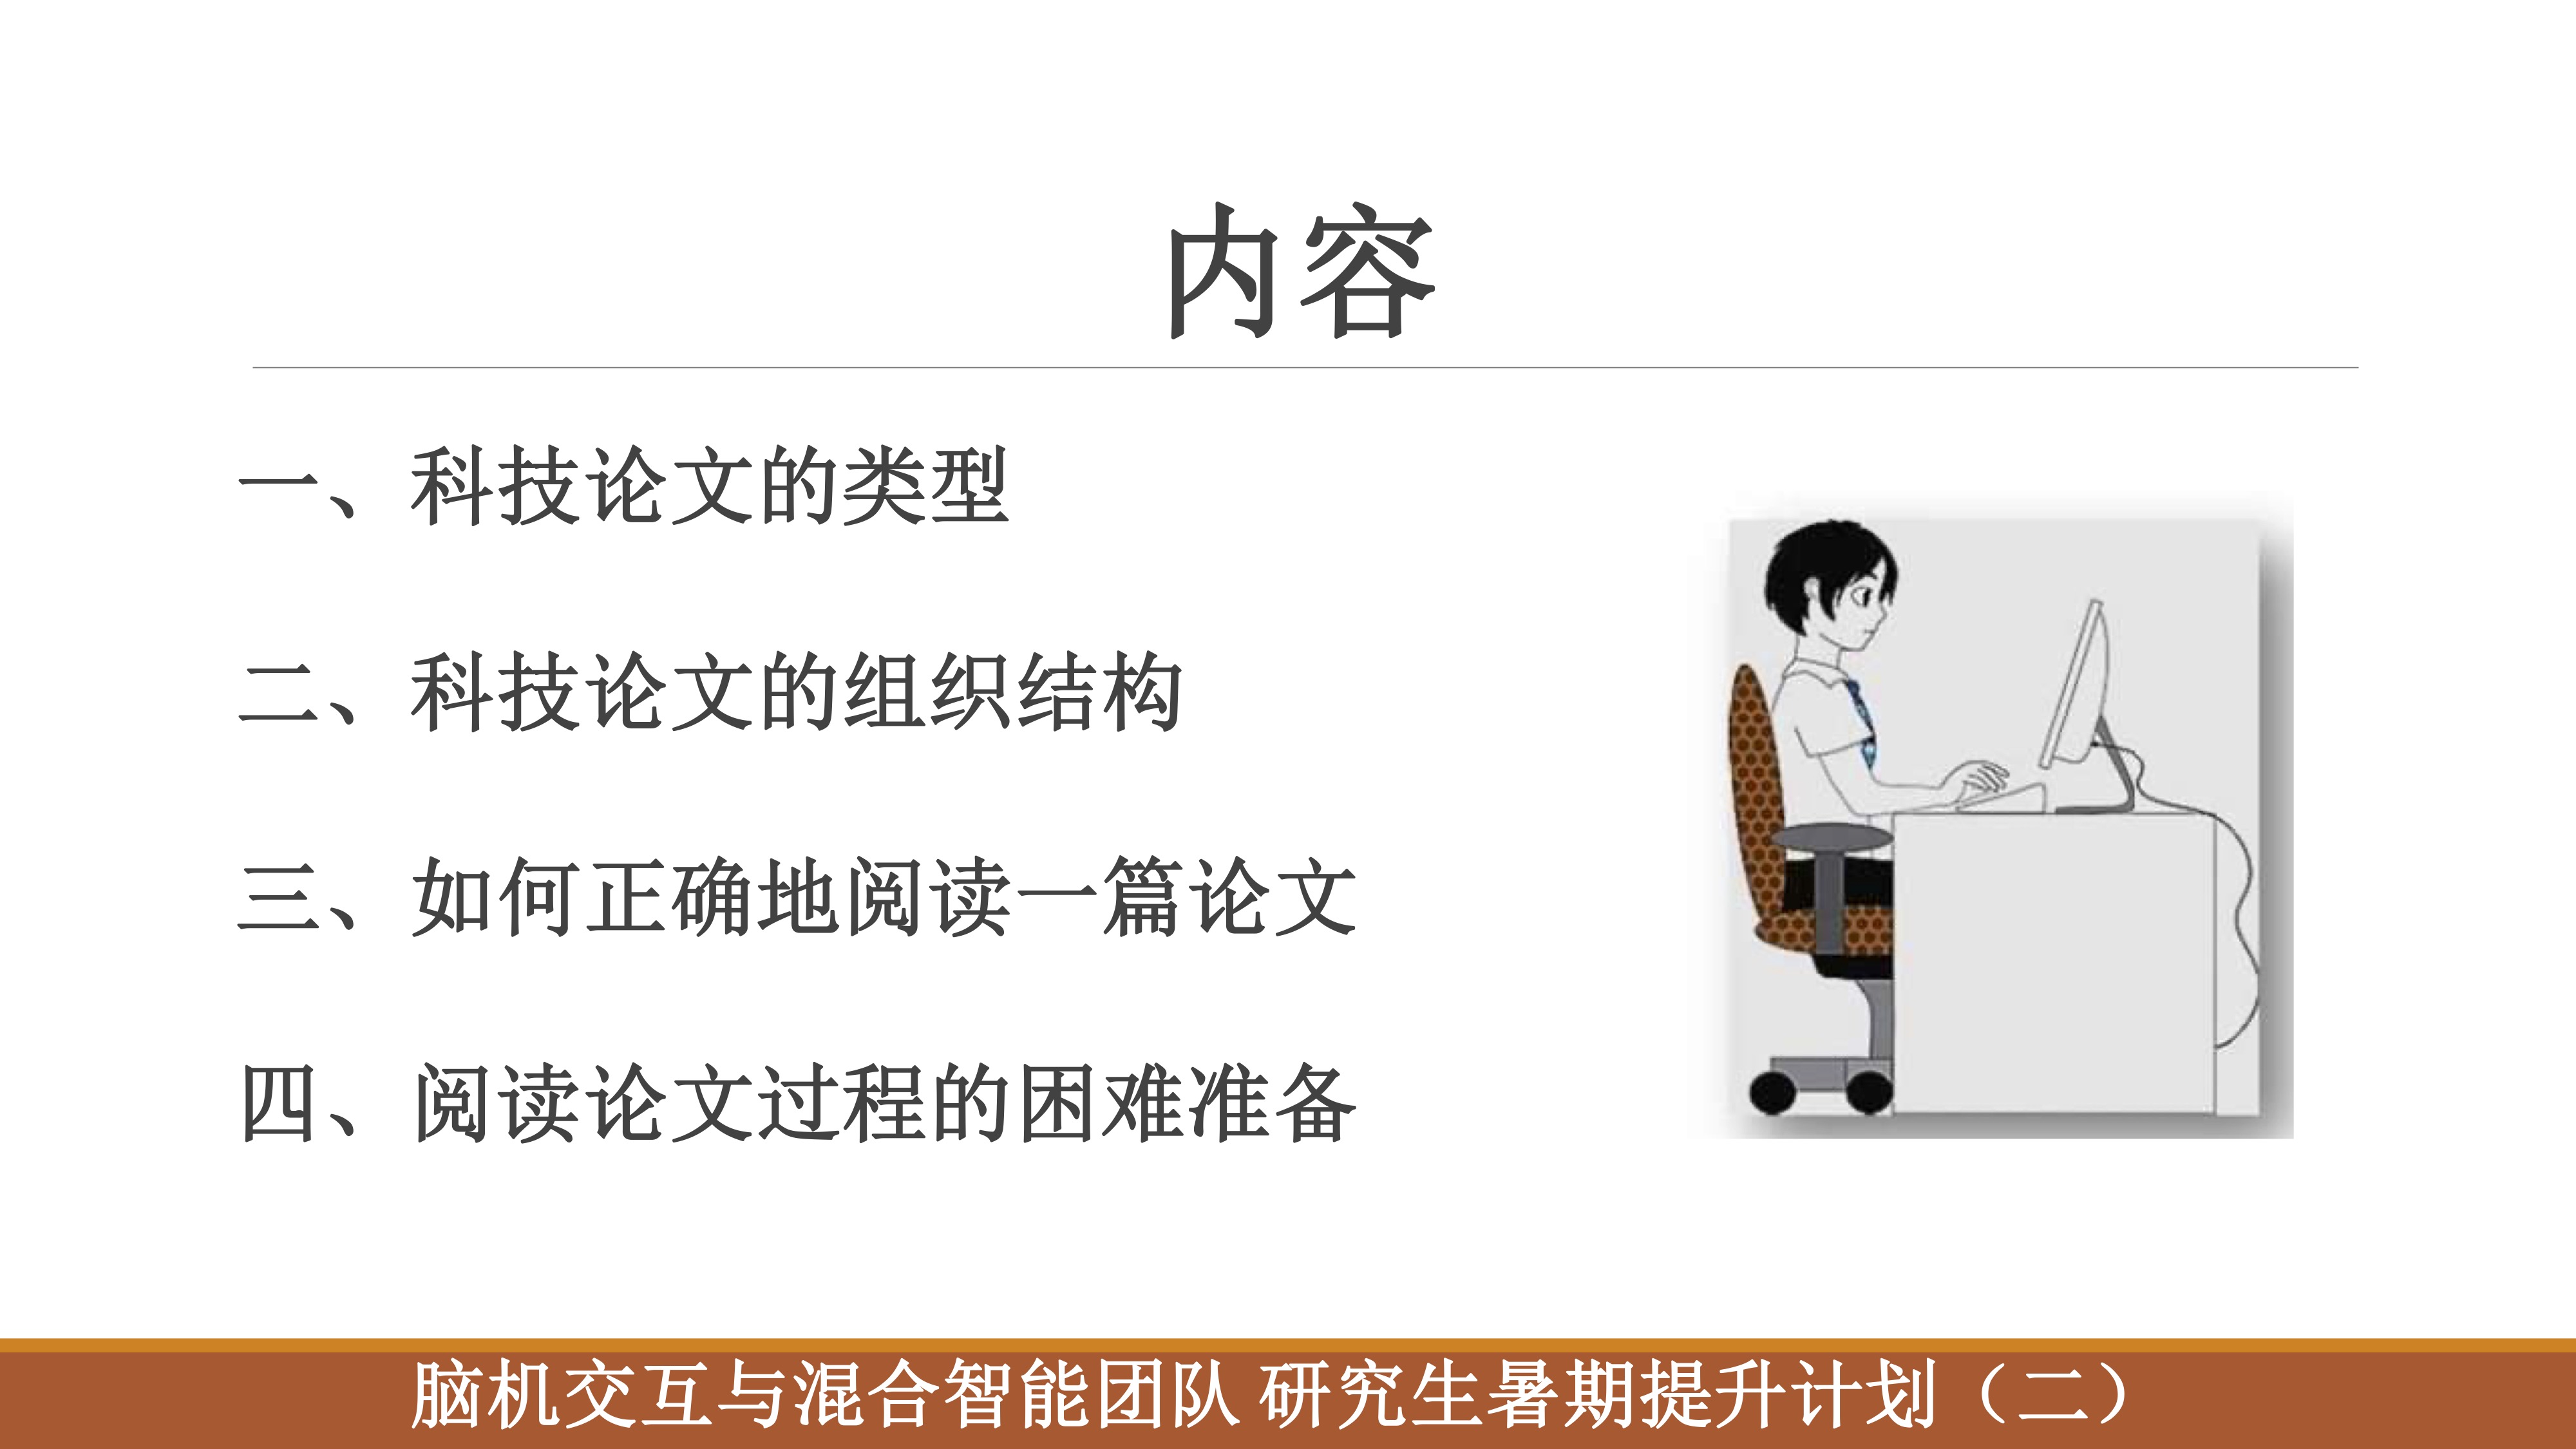 内容
一、科技论文的类型
二、科技论文的组织结构
三、如何正确地阅读一篇论文
四、阅读论文过程的困难准备
脑机交互与混合智能团队 研究生暑期提升计划（二）